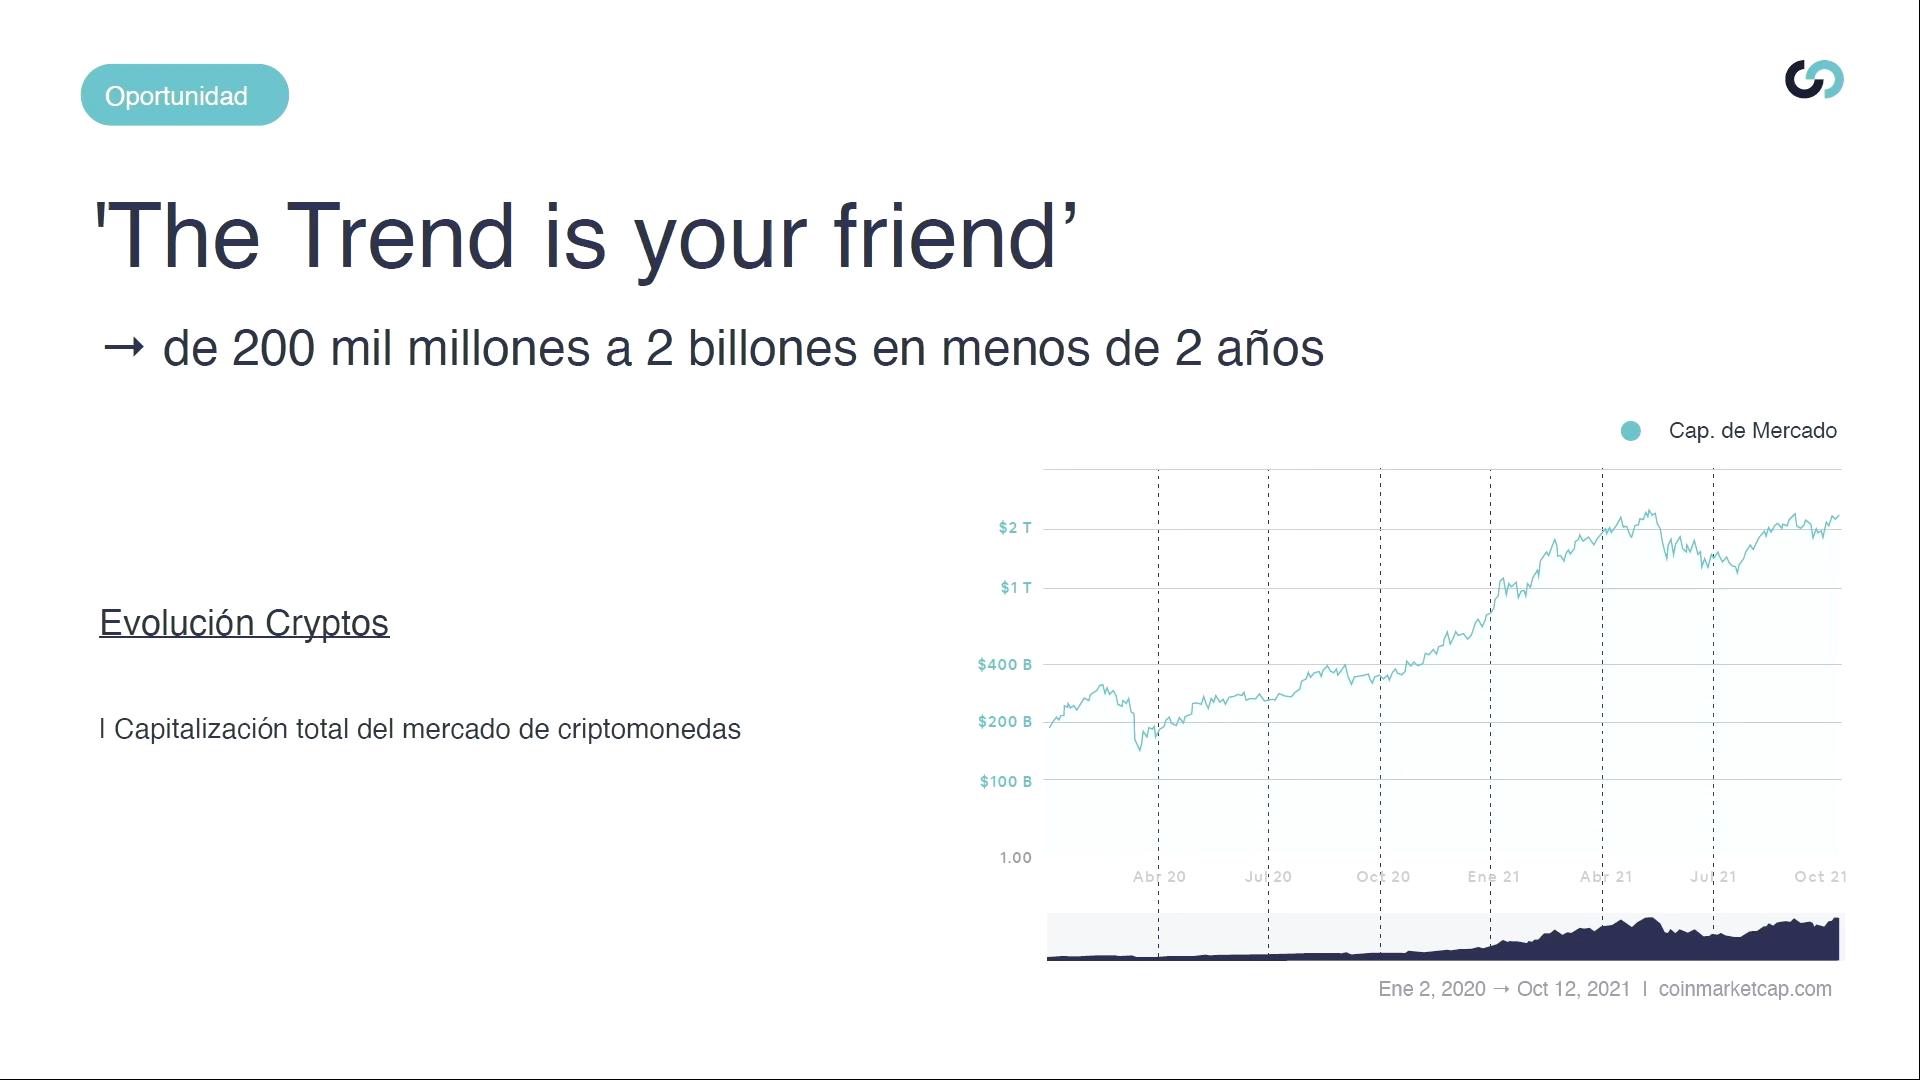 Oportunidad
'The Trend is your friend’
→ de 200 mil millones a 2 billones en menos de 2 años
Cap. de Mercado
Evolución Cryptos
| Capitalización total del mercado de criptomonedas
$2 T
$1 T
$400 B
$200 B
$100 B
1.00
Abr 20 Jul 20 Oct 20 Ene 21 Abr 21 Jul 21 Oct 21
Ene 2, 2020 → Oct 12, 2021 | coinmarketcap.com